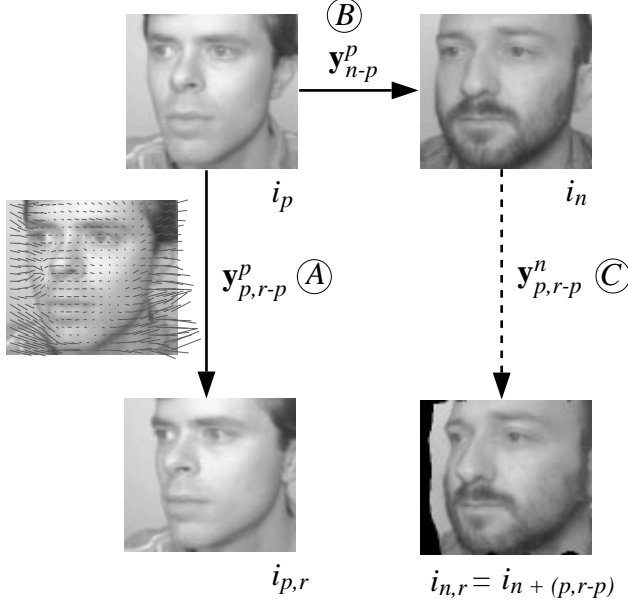 B
y^p_{n-p}
i_p
i_n
y^p_{p,r-p} A
y^n_{p,r-p} C
i_{p,r}
i_{n,r} = i_{n + (p,r-p)}